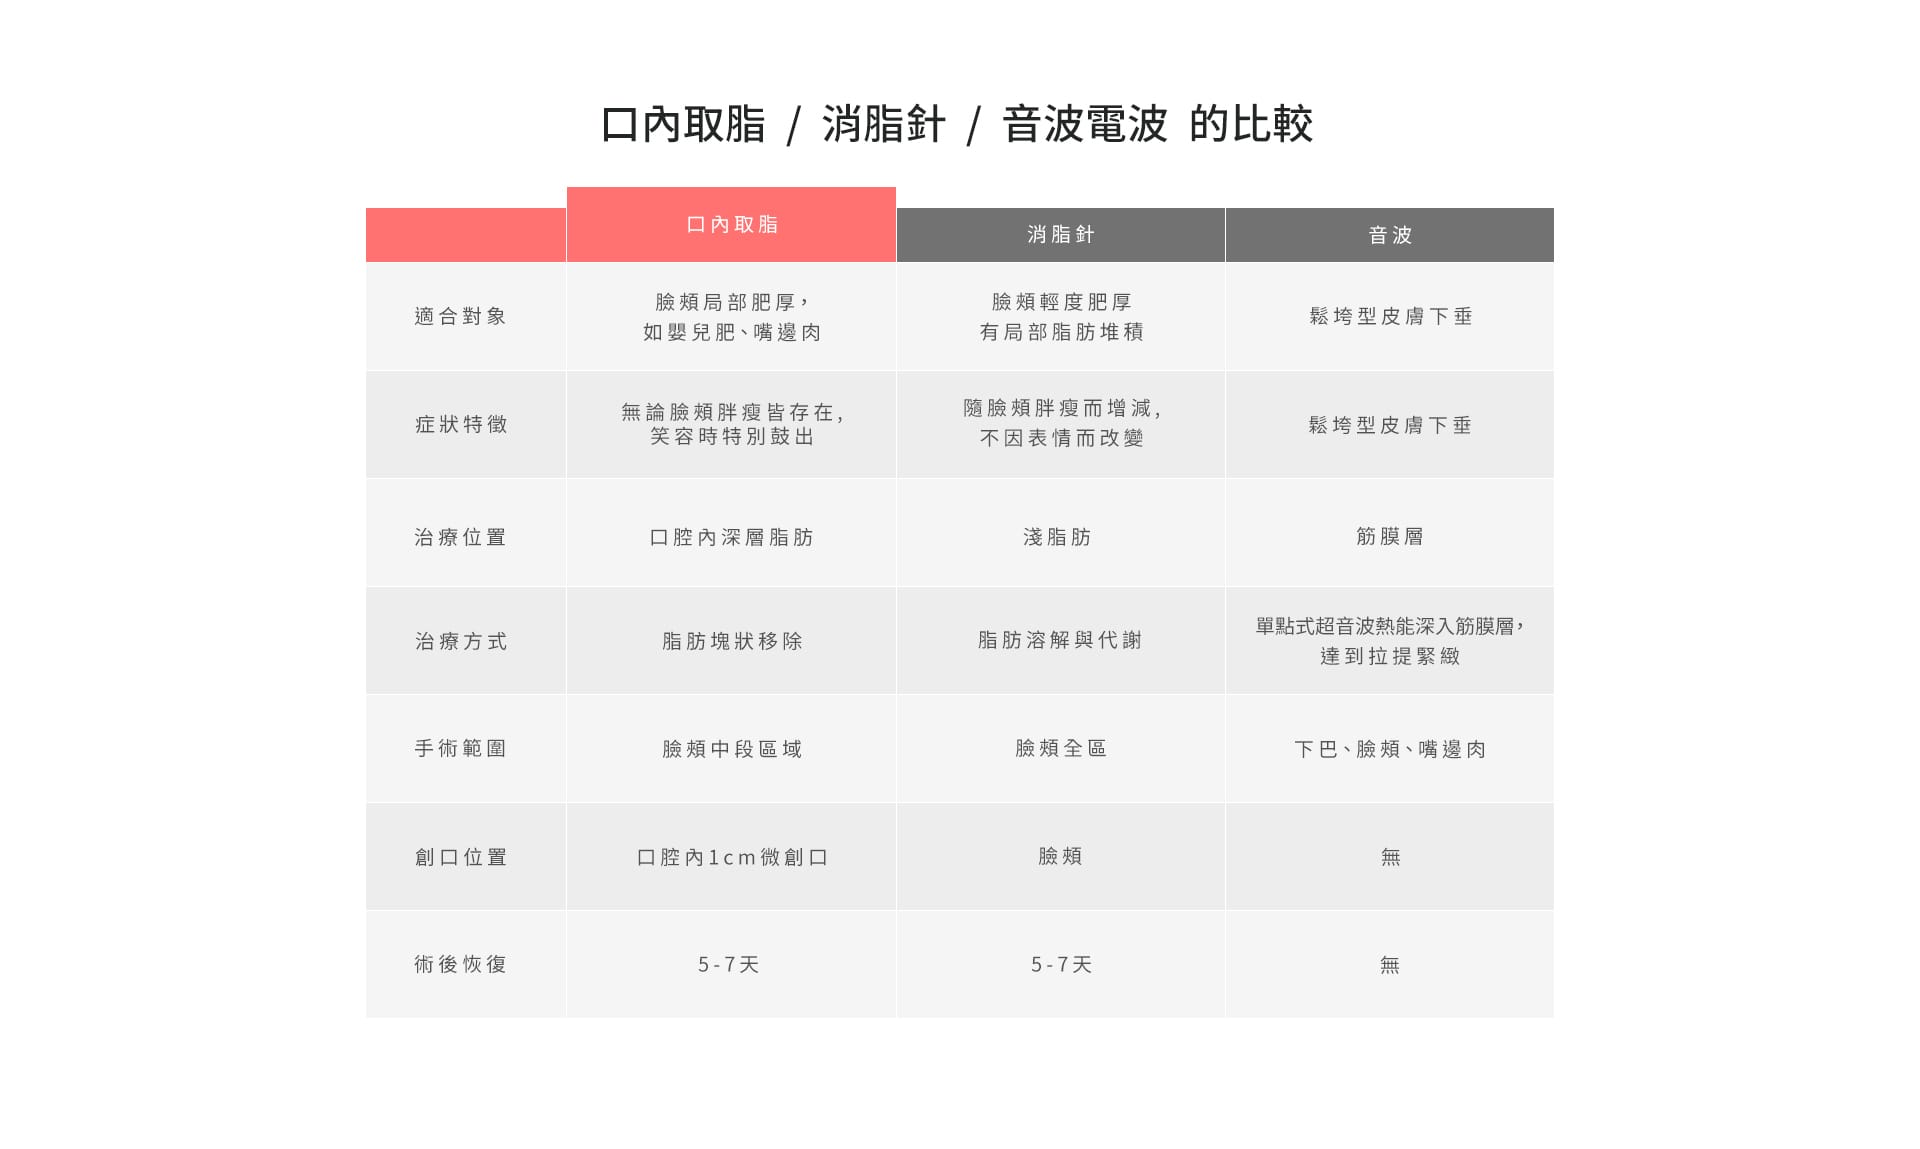 口內取脂 / 消脂針 / 音波電波 的比較
口內取脂
消脂針
音波
適合對象
臉頰局部肥厚，
如嬰兒肥、嘴邊肉
臉頰輕度肥厚
有局部脂肪堆積
鬆垮型皮膚下垂
症狀特徵
無論臉頰胖瘦皆存在,
笑容時特別鼓出
隨臉頰胖瘦而增減,
不因表情而改變
鬆垮型皮膚下垂
治療位置
口腔內深層脂肪
淺脂肪
筋膜層
治療方式
脂肪塊狀移除
脂肪溶解與代謝
單點式超音波熱能深入筋膜層，
達到拉提緊緻
手術範圍
臉頰中段區域
臉頰全區
下巴、臉頰、嘴邊肉
創口位置
口腔內1cm微創口
臉頰
無
術後恢復
5-7天
5-7天
無